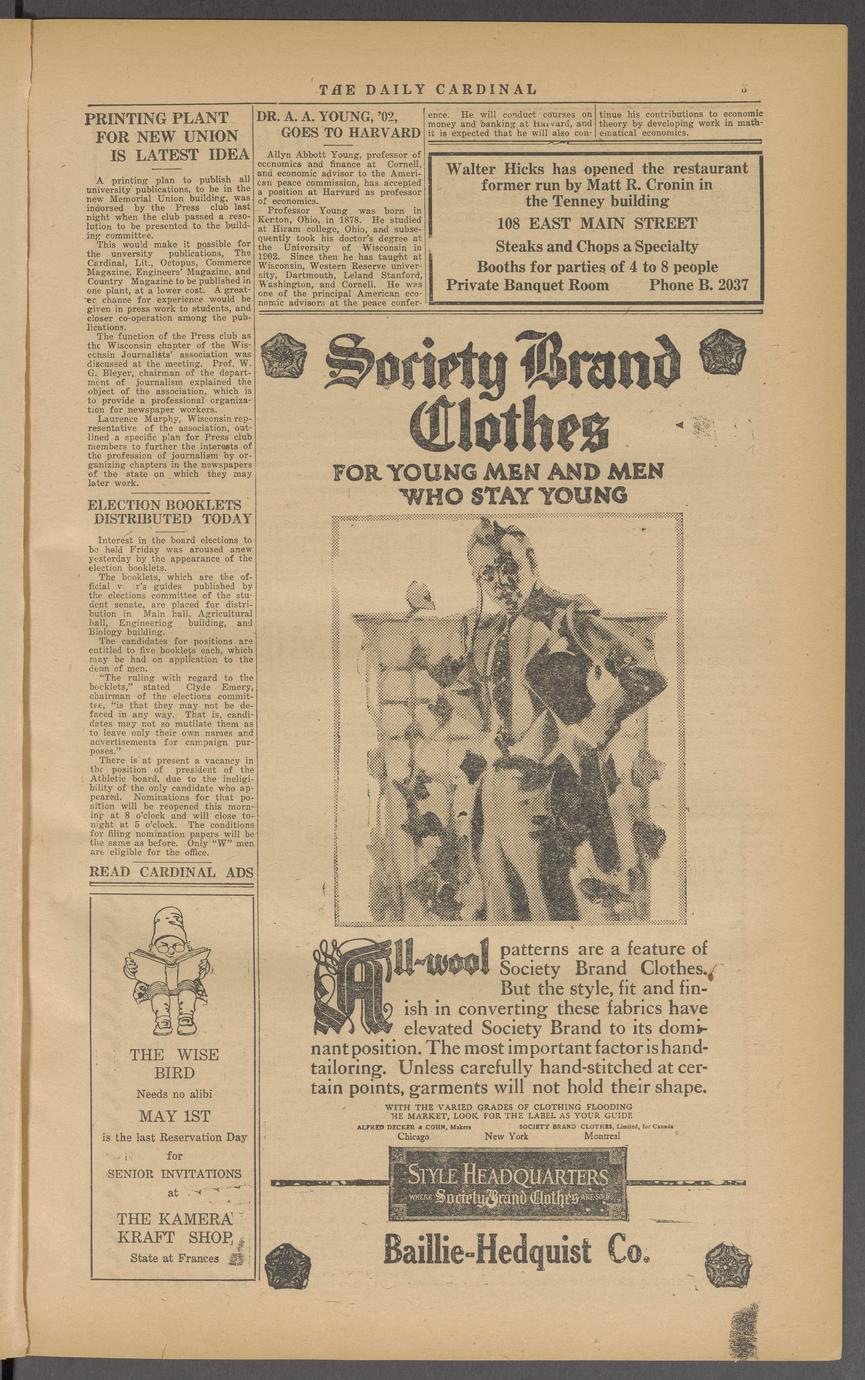 THE DAILY CARDINAL
PRINTING PLANT
FOR NEW UNION
IS LATEST IDEA
A printing plan to publish all
university publications, to be in the
new Memorial Union building, was
indorsed by the Press club last
night when the club passed a reso-
lution to be presented to the build-
ing committee.
This would make it possible for
the unversity publications, The
Cardinal, Lit., Octopus, Commerce
Magazine, Engineers' Magazine, and
Country Magazine to be published in
one plant, at a lower cost. A great-
er chance for experience would be
given in press work to students, and
closer co-operation among the pub-
lications.
The function of the Press club as
the Wisconsin chapter of the Wis-
consin Journalists' association was
discussed at the meeting. Prof. W.
G. Bleyer, chairman of the depart-
ment of journalism explained the
object of the association, which is
to provide a professional organiza-
tion for newspaper workers.
Laurence Murphy, Wisconsin rep-
resentative of the association, out-
lined a specific plan for Press club
members to further the interests of
the profession of journalism by or-
ganizing chapters in the newspapers
of the state on which they may
later work.
ELECTION BOOKLETS
DISTRIBUTED TODAY
Interest in the board elections to
be held Friday was aroused anew
yesterday by the appearance of the
election booklets.
The booklets, which are the of-
ficial guides published by
the elections committee of the stu-
dent senate, are placed for distri-
bution in Main hall, Agricultural
hall, Engineering building, and
Biology building.
The candidates for positions are
entitled to five booklets each, which
may be had on application to the
dean of men.
"The ruling with regard to the
booklets," stated Clyde Emery,
chairman of the elections commit-
tee, "is that they may not be de-
faced in any way. That is, candi-
dates may not so mutilate them as
to leave only their own names and
advertisements for campaign pur-
poses."
There is at present a vacancy in
the position of president of the
Athletic board, due to the ineligi-
bility of the only candidate who ap-
peared. Nominations for that po-
sition will be reopened this morn-
ing at 8 o'clock and will close to-
night at 5 o'clock. The conditions
for filing nomination papers will be
the same as before. Only "W" men
are eligible for the office.
READ CARDINAL ADS
THE WISE
BIRD
Needs no alibi
MAY 1ST
is the last Reservation Day
for
SENIOR INVITATIONS
at
THE KAMERA
KRAFT SHOP
State at Frances
DR. A. A. YOUNG, '02,
GOES TO HARVARD
Allyn Abbott Young, professor of
economics and finance at Cornell,
and economic advisor to the Ameri-
can peace commission, has accepted
a position at Harvard as professor
of economics.
Professor Young was born in
Kenton, Ohio, in 1878. He studied
at Hiram college, Ohio, and subse-
quently took his doctor's degree at
the University of Wisconsin in
1902. Since then he has taught at
Wisconsin, Western Reserve univer-
sity, Dartmouth, Leland Stanford,
Washington, and Cornell. He was
one of the principal American eco-
nomic advisors at the peace confer-
ence. He will conduct courses on
money and banking at Harvard, and
it is expected that he will also con-
tinue his contributions to economic
theory by developing work in math-
ematical economics.
Walter Hicks has opened the restaurant
former run by Matt R. Cronin in
the Tenney building
108 EAST MAIN STREET
Steaks and Chops a Specialty
Booths for parties of 4 to 8 people
Private Banquet Room Phone B. 2037
Society Brand
Clothes
FOR YOUNG MEN AND MEN
WHO STAY YOUNG
All-wool patterns are a feature of
Society Brand Clothes.
But the style, fit and fin-
ish in converting these fabrics have
elevated Society Brand to its domi-
nant position. The most important factor is hand-
tailoring. Unless carefully hand-stitched at cer-
tain points, garments will not hold their shape.
WITH THE VARIED GRADES OF CLOTHING FLOODING
HE MARKET, LOOK FOR THE LABEL AS YOUR GUIDE
ALFRED DECKER & COHN, Makers SOCIETY BRAND CLOTHES, Limited, for Canada
Chicago New York Montreal
STYLE HEADQUARTERS
WHERE Society Brand Clothes ARE SOLD
Baillie-Hedquist Co.